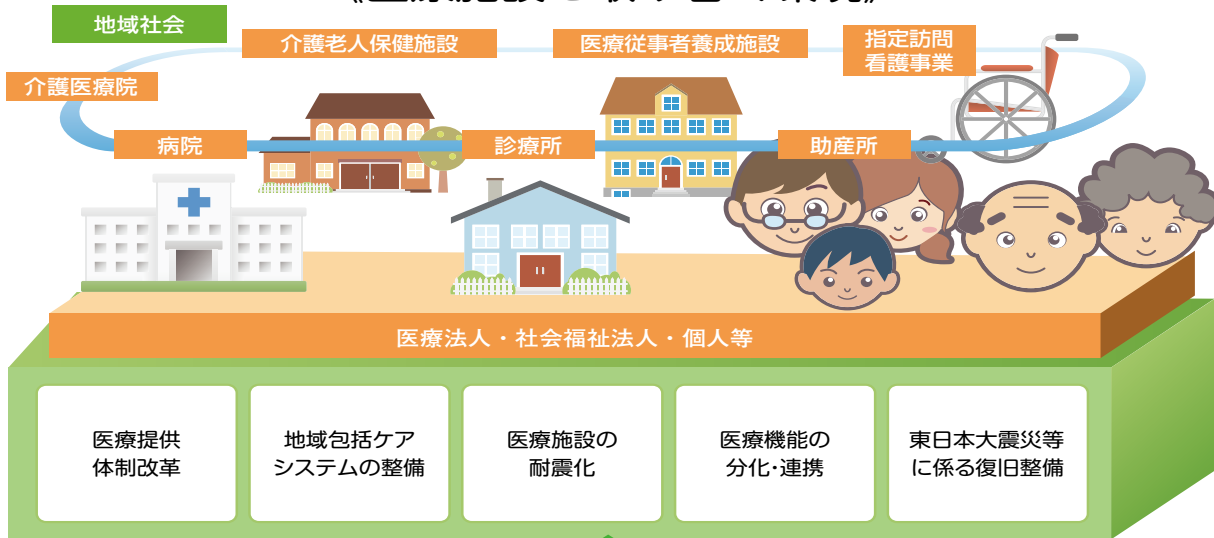 地域社会
介護老人保健施設
医療従事者養成施設
指定訪問
看護事業
介護医療院
病院
診療所
助産所
医療法人・社会福祉法人・個人等
医療提供
体制改革
地域包括ケア
システムの整備
医療施設の
耐震化
医療機能の
分化・連携
東日本大震災等
に係る復旧整備